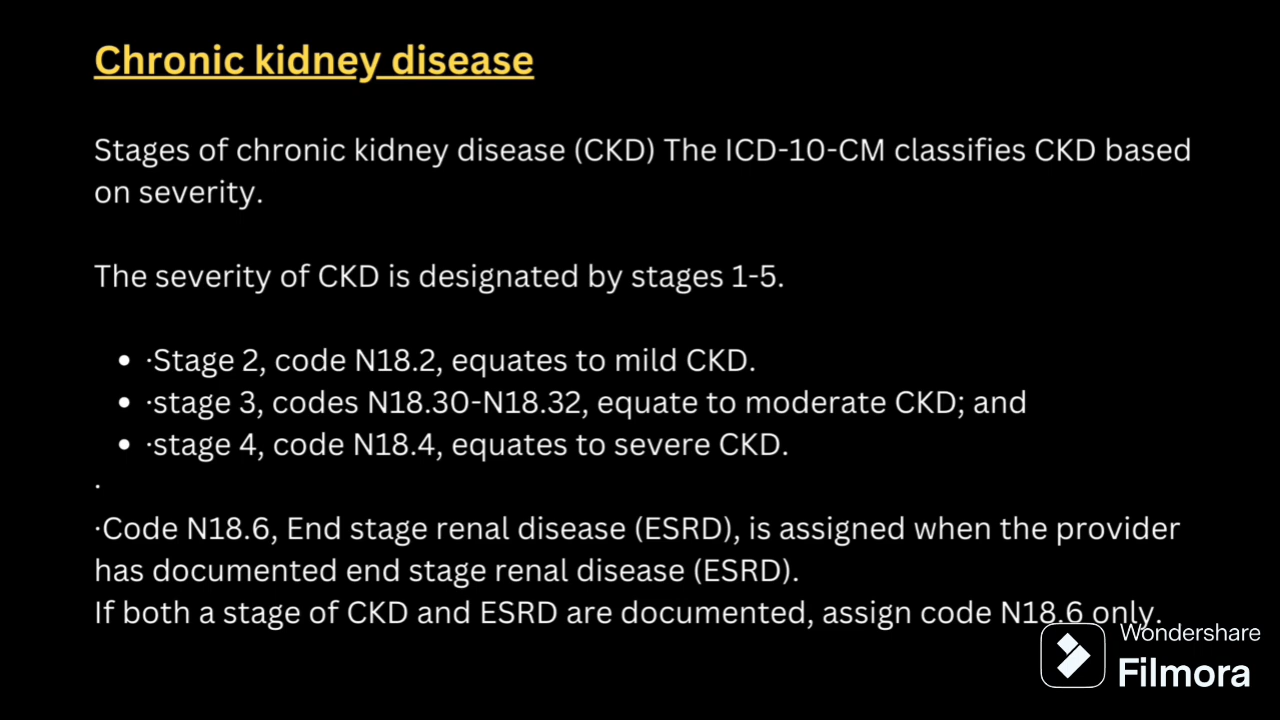 Chronic kidney disease
Stages of chronic kidney disease (CKD) The ICD-10-CM classifies CKD based
on severity.
The severity of CKD is designated by stages 1-5.
• ·Stage 2, code N18.2, equates to mild CKD.
• ·stage 3, codes N18.30-N18.32, equate to moderate CKD; and
• ·stage 4, code N18.4, equates to severe CKD.
·
·Code N18.6, End stage renal disease (ESRD), is assigned when the provider
has documented end stage renal disease (ESRD).
If both a stage of CKD and ESRD are documented, assign code N18.6 only.
Wondershare
Filmora